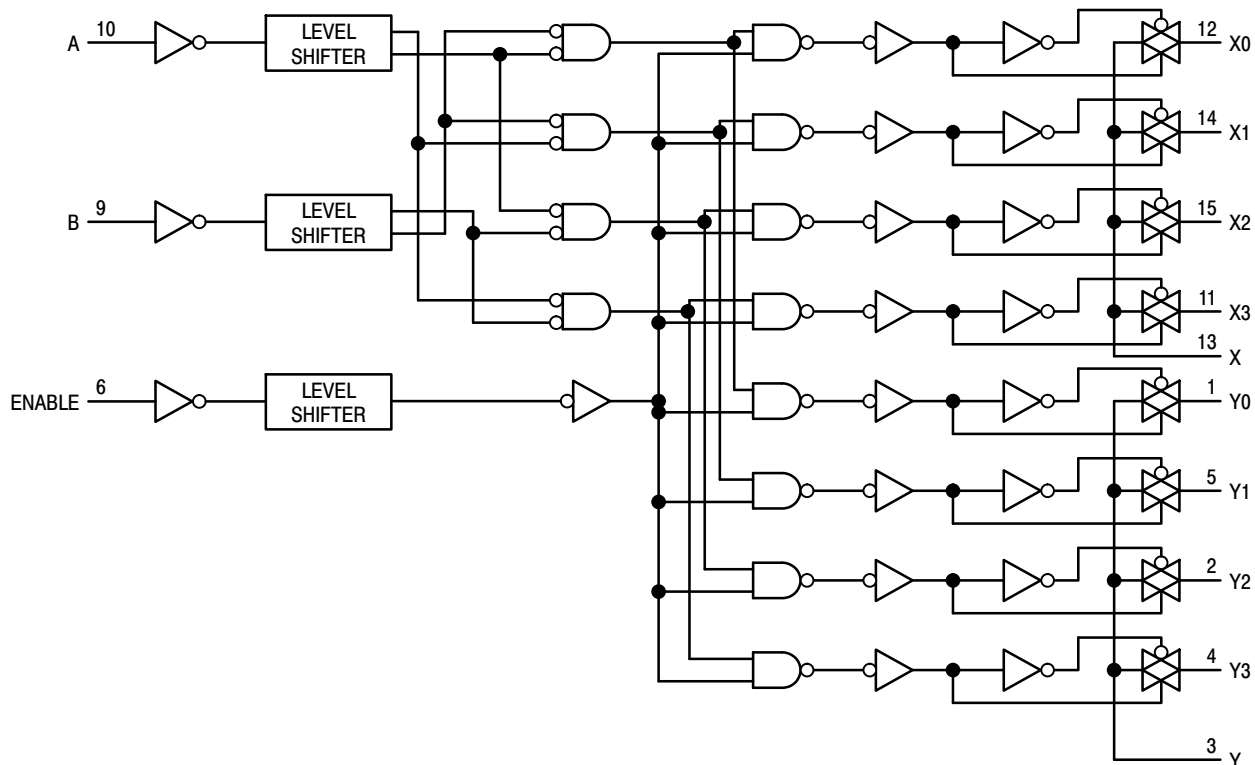 A 10 LEVEL SHIFTER
12 X0
14 X1
B 9 LEVEL SHIFTER
15 X2
11 X3
13 X
ENABLE 6 LEVEL SHIFTER
1 Y0
5 Y1
2 Y2
4 Y3
3 Y